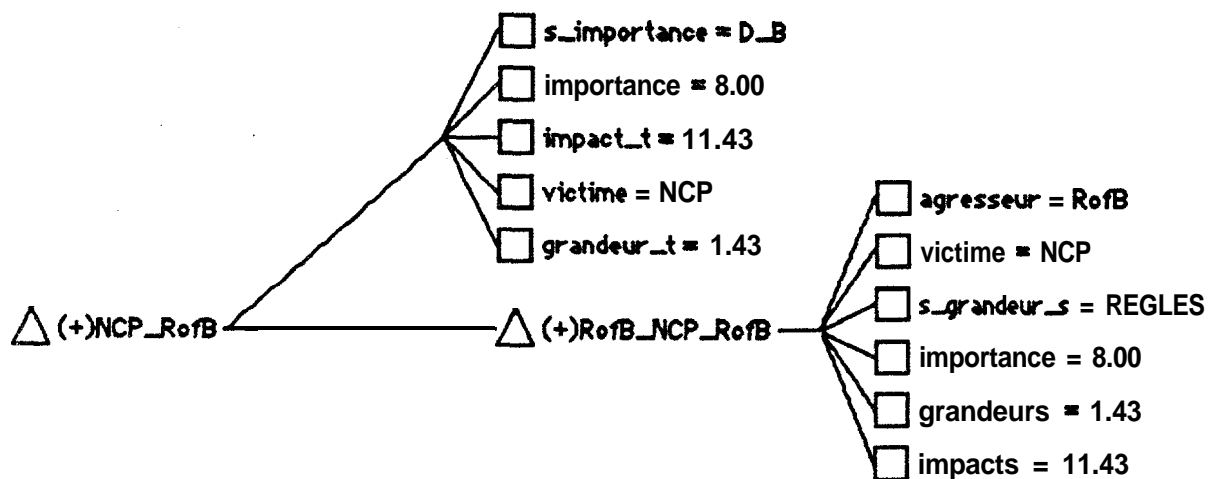 s_importance = D_B
importance = 8.00
impact_t = 11.43
victime = NCP
grandeur_t = 1.43
(+)NCP_RofB
(+)RofB_NCP_RofB
agresseur = RofB
victime = NCP
s_grandeur_s = REGLES
importance = 8.00
grandeurs = 1.43
impacts = 11.43